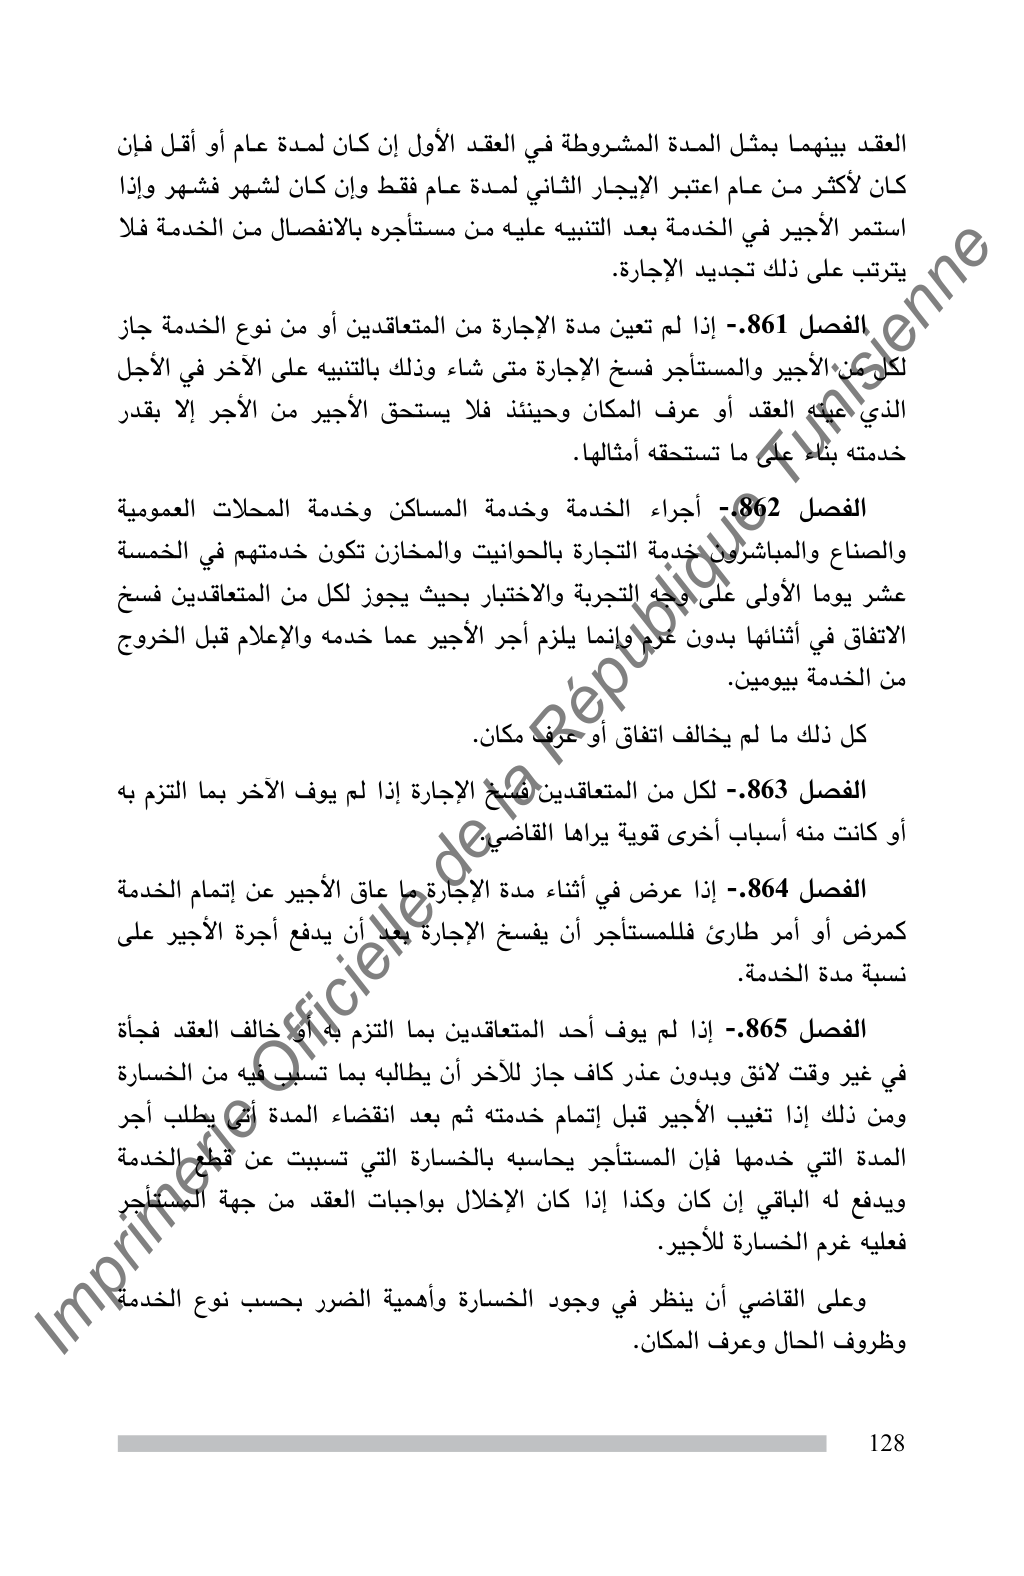 العقد بينهما بمثل المدة المشروطة في العقد الأول إن كان لمدة عام أو أقل فإن
كان لأكثر من عام اعتبر الإيجار الثاني لمدة عام فقط وإن كان لشهر فشهر وإذا
استمر الأجير في الخدمة بعد التنبيه عليه من مستأجره بالانفصال من الخدمة فلا
يترتب على ذلك تجديد الإجارة.
الفصل 861.- إذا لم تعين مدة الإجارة من المتعاقدين أو من نوع الخدمة جاز
لكل من الأجير والمستأجر فسخ الإجارة متى شاء وذلك بالتنبيه على الآخر في الأجل
الذي عينه العقد أو عرف المكان وحينئذ فلا يستحق الأجير من الأجر إلا بقدر
خدمته بناء على ما تستحقه أمثالها.
الفصل 862.- أجراء الخدمة وخدمة المساكن وخدمة المحلات العمومية
والصناع والمباشرون خدمة التجارة بالحوانيت والمخازن تكون خدمتهم في الخمسة
عشر يوما الأولى على وجه التجربة والاختبار بحيث يجوز لكل من المتعاقدين فسخ
الاتفاق في أثنائها بدون غرم وإنما يلزم أجر الأجير عما خدمه والإعلام قبل الخروج
من الخدمة بيومين.
كل ذلك ما لم يخالف اتفاق أو عرف مكان.
الفصل 863.- لكل من المتعاقدين فسخ الإجارة إذا لم يوف الآخر بما التزم به
أو كانت منه أسباب أخرى قوية يراها القاضي.
الفصل 864.- إذا عرض في أثناء مدة الإجارة ما عاق الأجير عن إتمام الخدمة
كمرض أو أمر طارئ فللمستأجر أن يفسخ الإجارة بعد أن يدفع أجرة الأجير على
نسبة مدة الخدمة.
الفصل 865.- إذا لم يوف أحد المتعاقدين بما التزم به أو خالف العقد فجأة
في غير وقت لائق وبدون عذر كاف جاز للآخر أن يطالبه بما تسبب فيه من الخسارة
ومن ذلك إذا تغيب الأجير قبل إتمام خدمته ثم بعد انقضاء المدة أتى يطلب أجر
المدة التي خدمها فإن المستأجر يحاسبه بالخسارة التي تسببت عن قطع الخدمة
ويدفع له الباقي إن كان وكذا إذا كان الإخلال بواجبات العقد من جهة المستأجر
فعليه غرم الخسارة للأجير.
وعلى القاضي أن ينظر في وجود الخسارة وأهمية الضرر بحسب نوع الخدمة
وظروف الحال وعرف المكان.
128
Imprimerie Officielle de la République Tunisienne